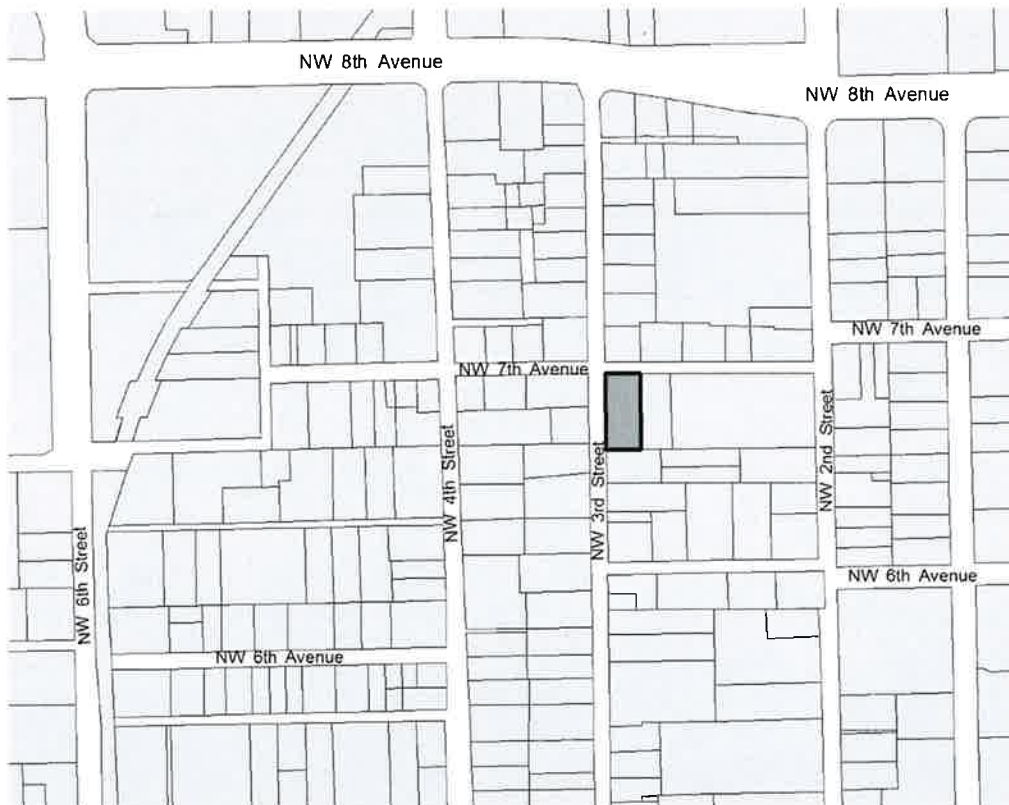 NW 8th Avenue
NW 8th Avenue
NW 7th Avenue
NW 7th Avenue
NW 2nd Street
NW 4th Street
NW 3rd Street
NW 6th Street
NW 6th Avenue
NW 6th Avenue